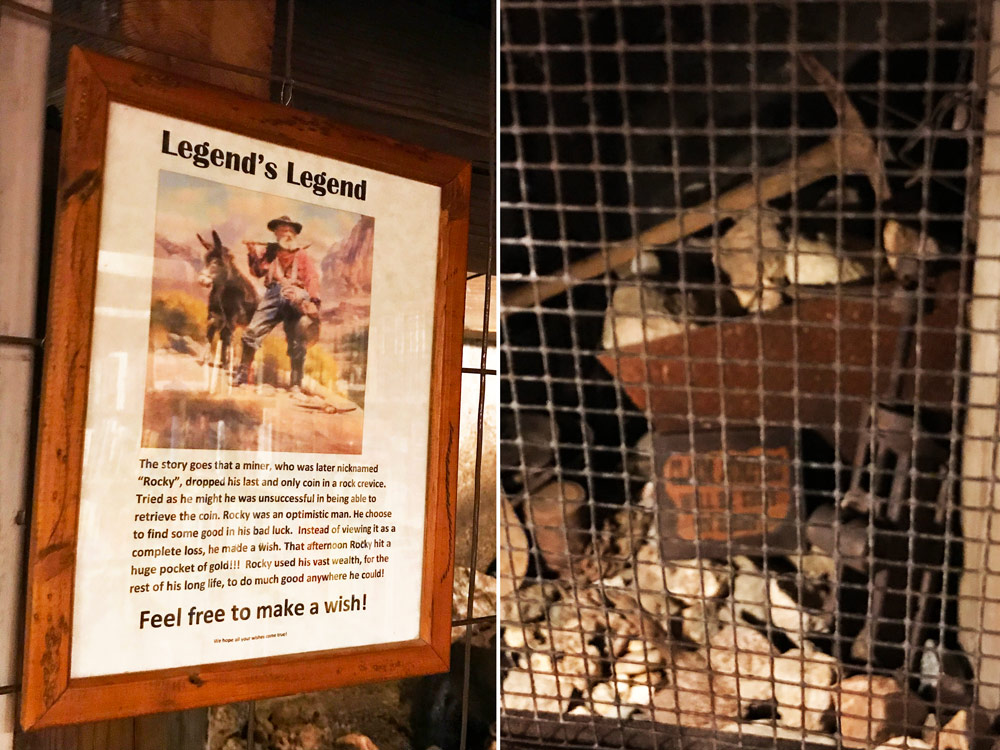 Legend's Legend
The story goes that a miner, who was later nicknamed
"Rocky", dropped his last and only coin in a rock crevice.
Tried as he might he was unsuccessful in being able to
retrieve the coin. Rocky was an optimistic man. He choose
to find some good in his bad luck. Instead of viewing it as a
complete loss, he made a wish. That afternoon Rocky hit a
huge pocket of gold!!! Rocky used his vast wealth, for the
rest of his long life, to do much good anywhere he could!
Feel free to make a wish!
We hope all your wishes come true!